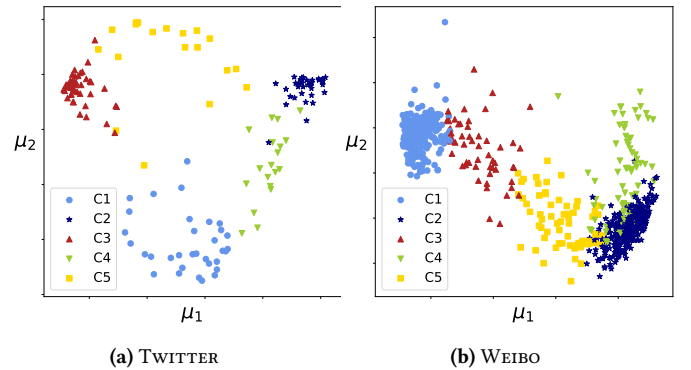 μ2
C1
C2
C3
C4
C5
μ1
(a) TWITTER
μ2
C1
C2
C3
C4
C5
μ1
(b) WEIBO